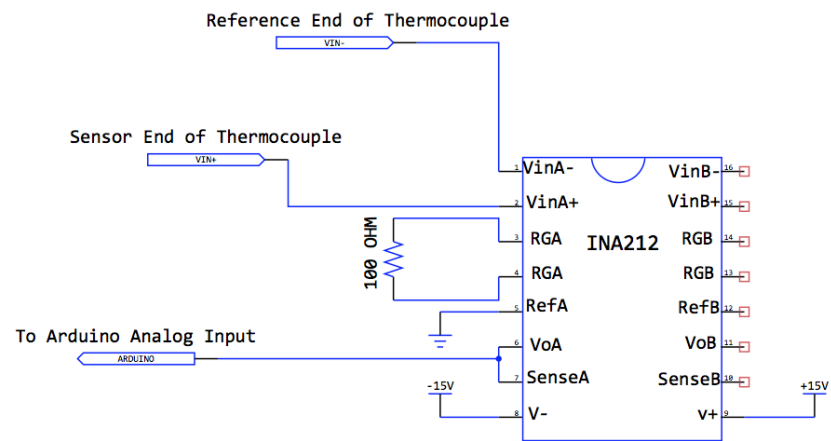 Reference End of Thermocouple
VIN-
Sensor End of Thermocouple
VIN+
1 VinA- VinB- 16
2 VinA+ VinB+ 15
3 RGA RGB 14
INA212
100 OHM
4 RGA RGB 13
5 RefA RefB 12
To Arduino Analog Input
ARDUINO
6 VoA VoB 11
7 SenseA SenseB 10
-15V +15V
8 V- v+ 9